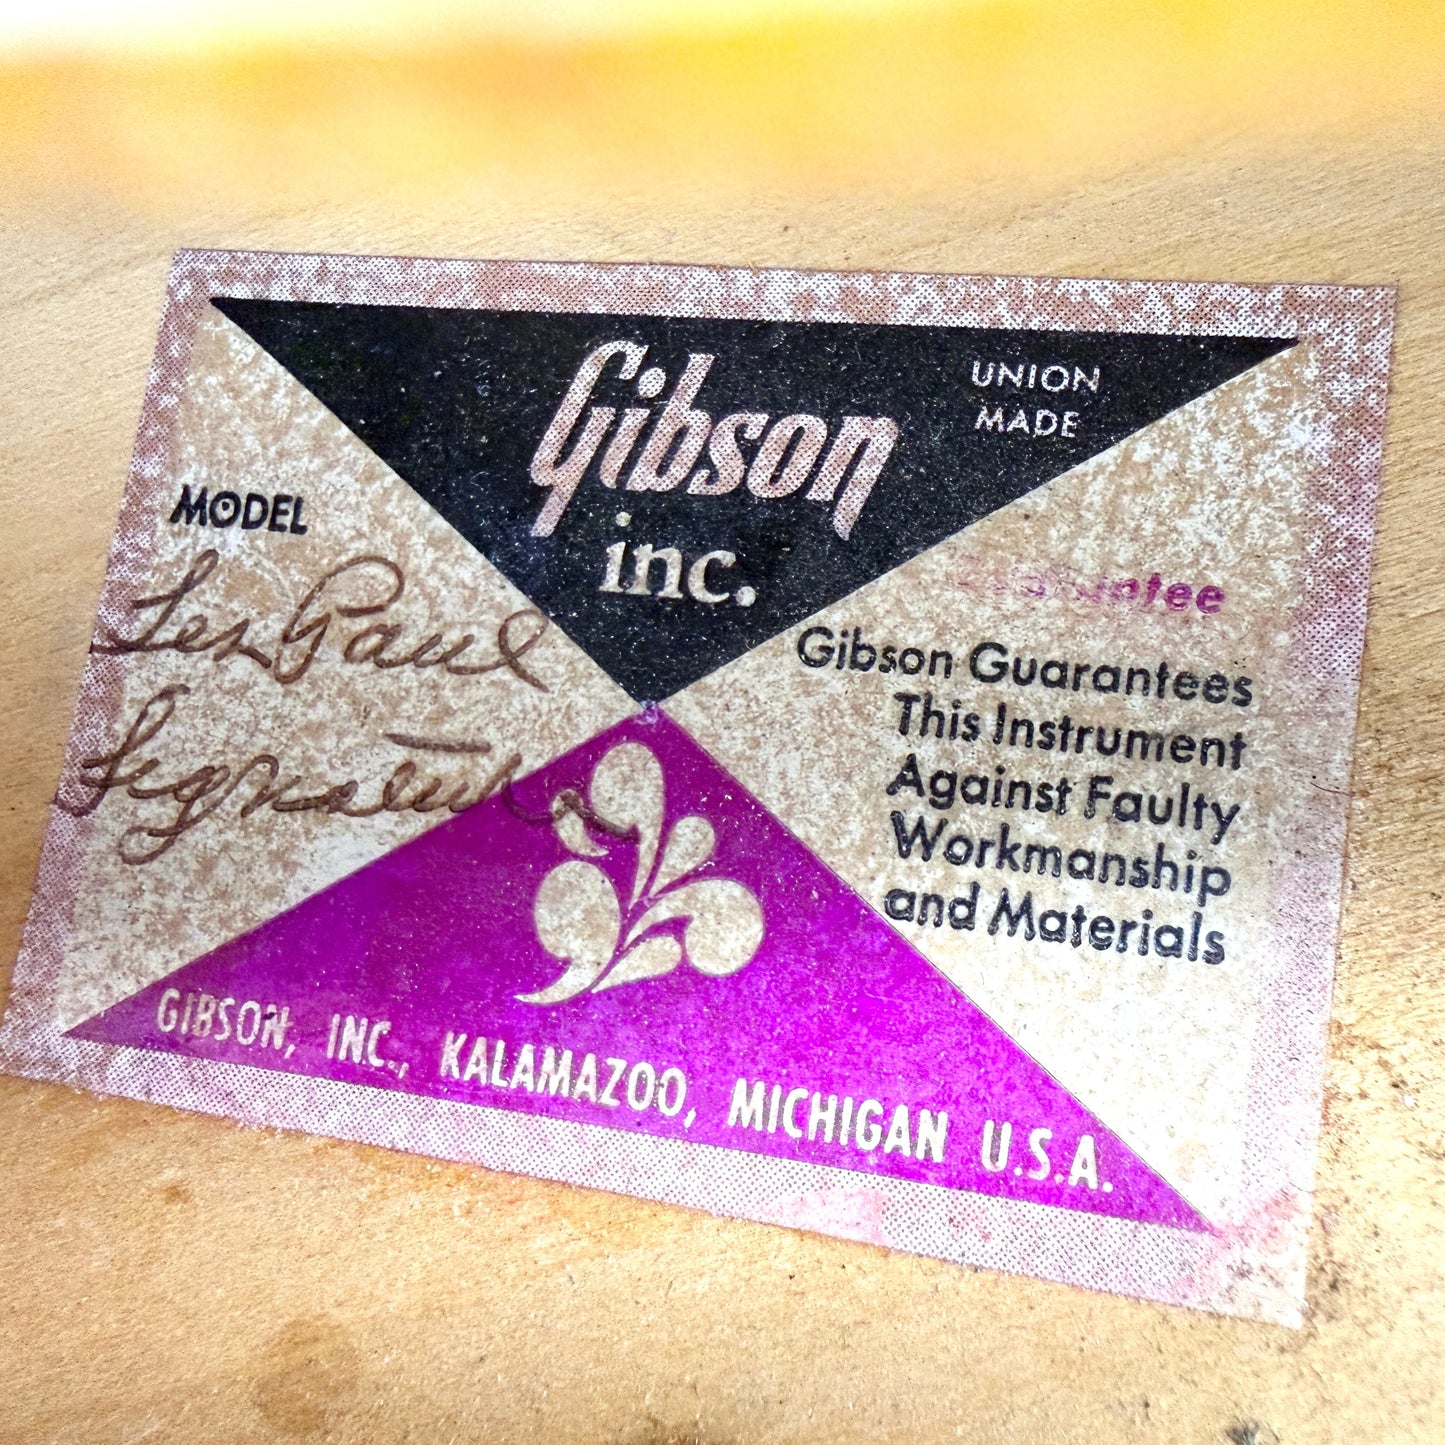 Gibson
inc.
UNION
MADE
MODEL
Les Paul
Signature
Guarantee
Gibson Guarantees
This Instrument
Against Faulty
Workmanship
and Materials
GIBSON, INC., KALAMAZOO, MICHIGAN U.S.A.